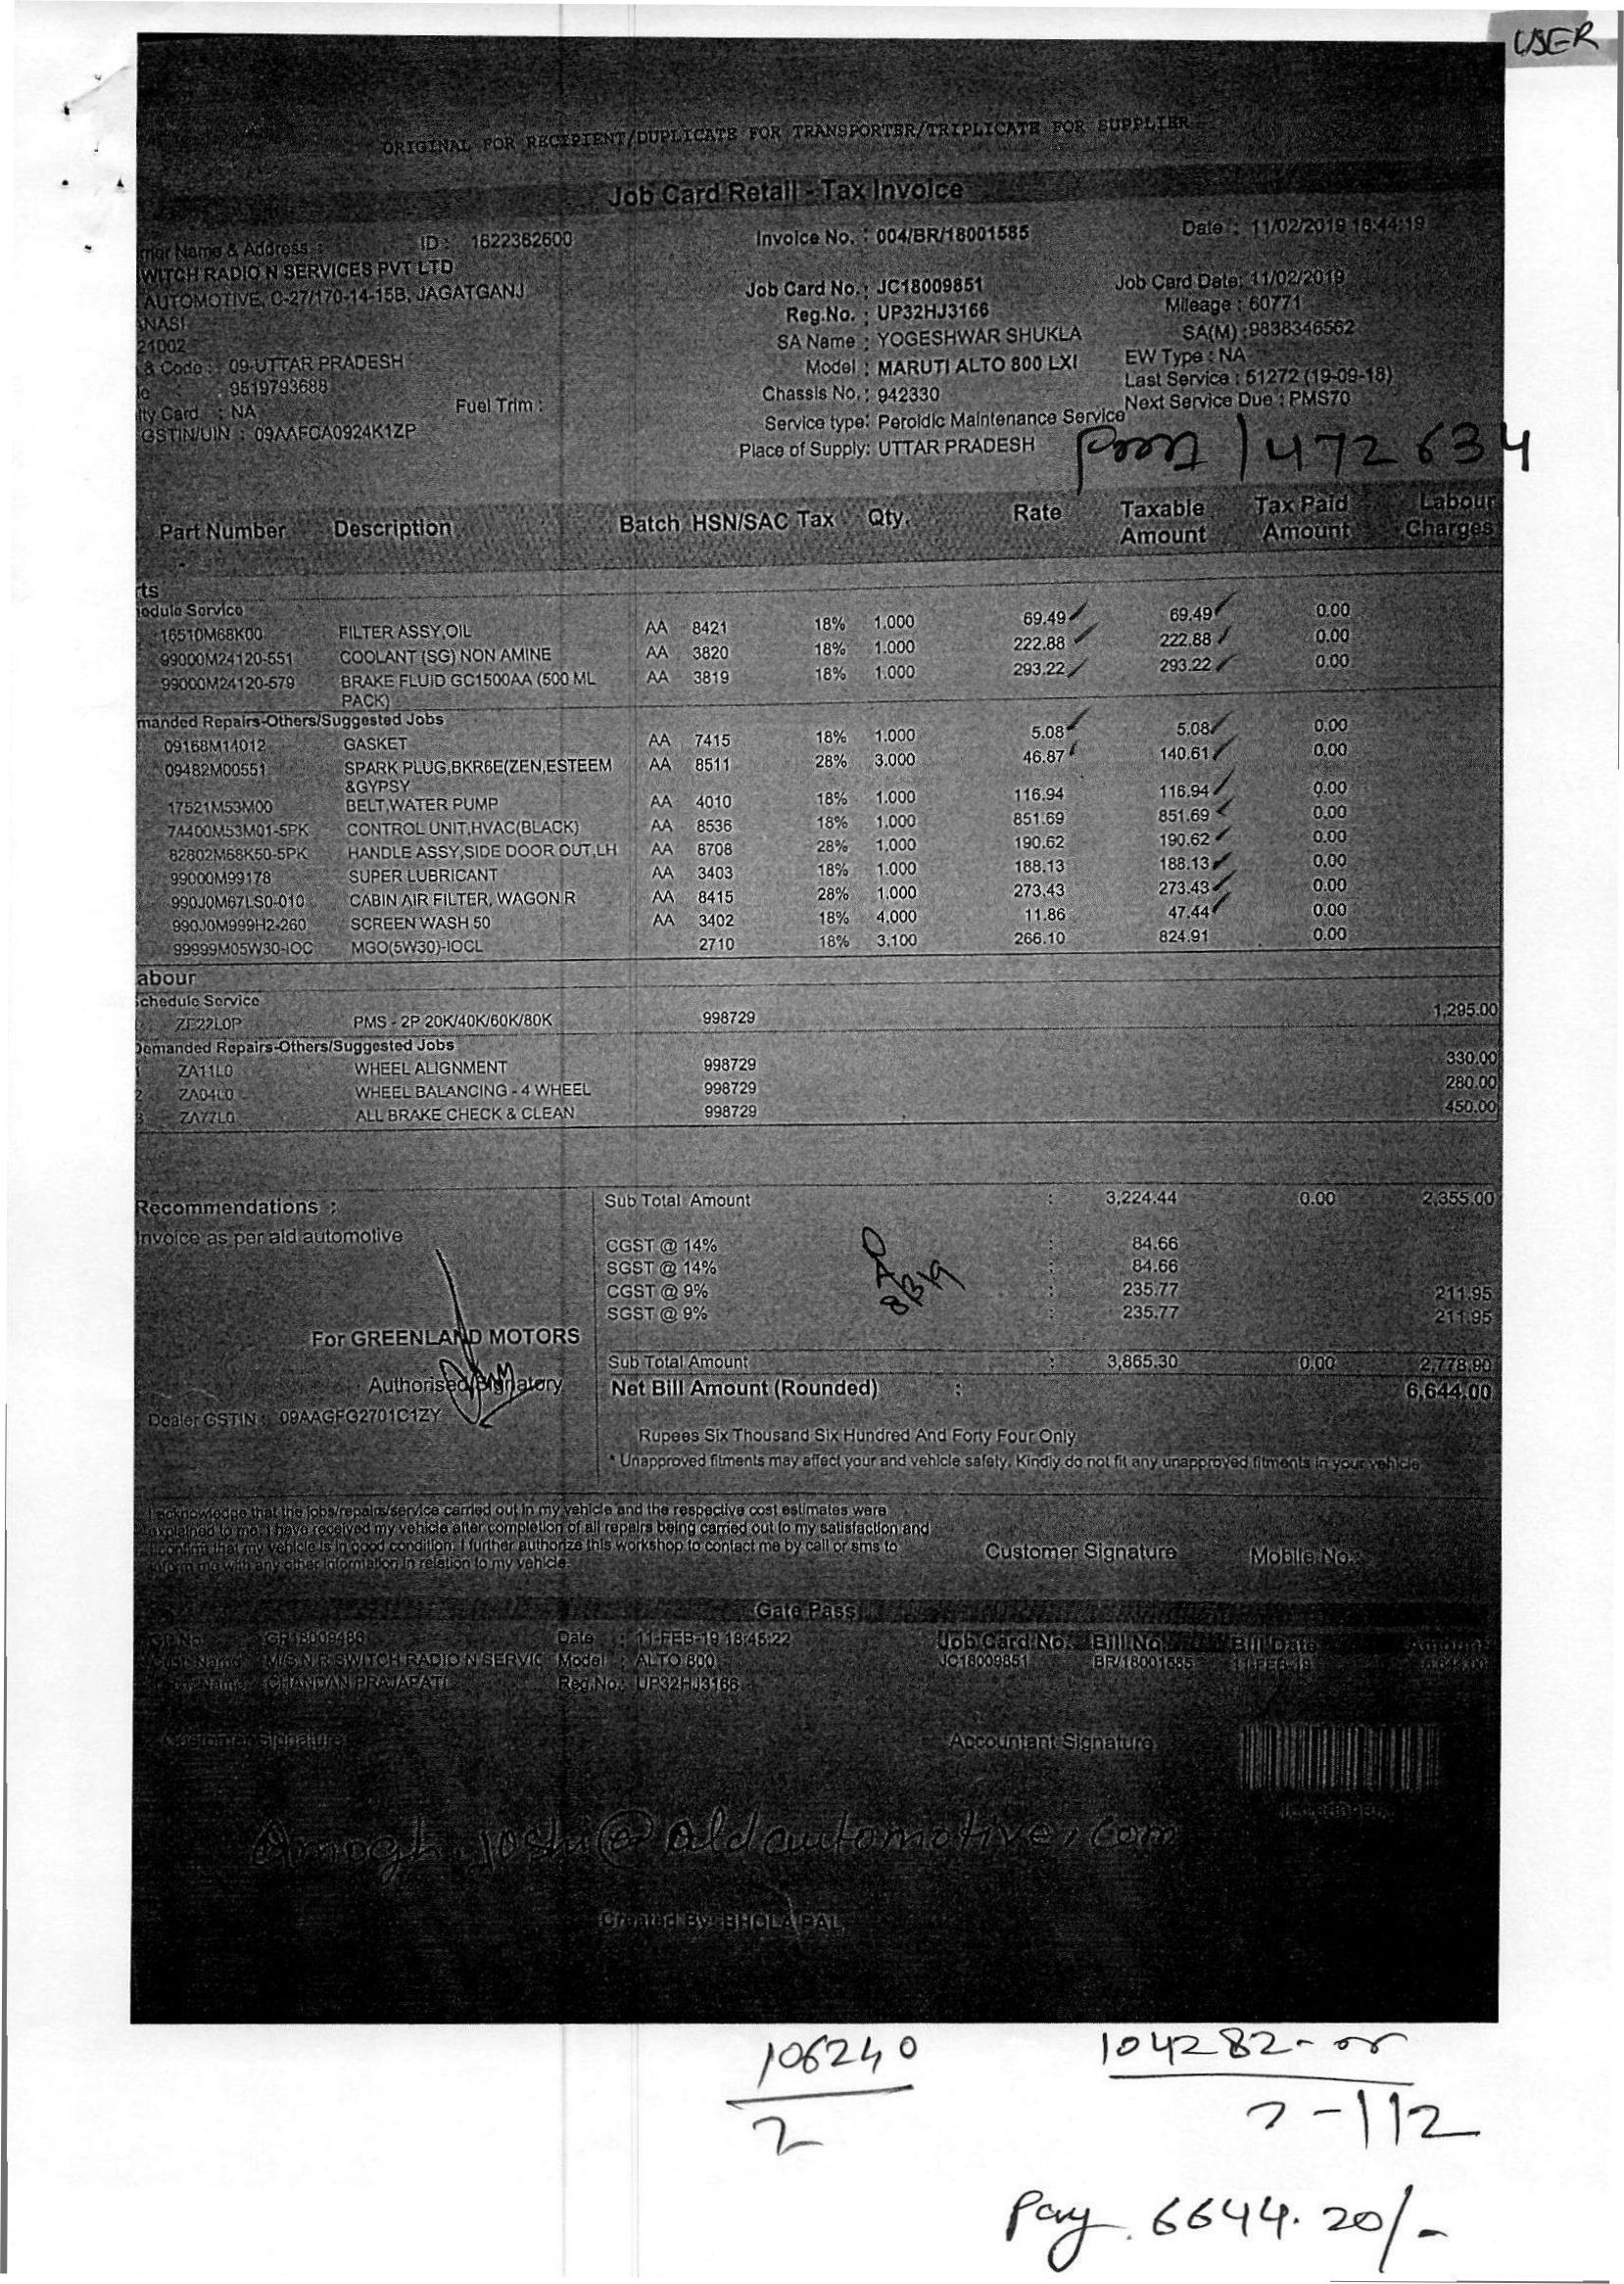 USER
ORIGINAL FOR RECIPIENT/DUPLICATE FOR TRANSPORTER/TRIPLICATE FOR SUPPLIER
Job Card Retail - Tax Invoice
mer Name & Address : ID : 1622362600 Invoice No. : 004/BR/18001585 Date : 11/02/2019 18:44:19
WITCH RADIO N SERVICES PVT LTD
AUTOMOTIVE, C-27/170-14-15B, JAGATGANJ Job Card No. : JC18009851 Job Card Date: 11/02/2019
NASI Reg.No. : UP32HJ3166 Mileage : 60771
21002 SA Name : YOGESHWAR SHUKLA SA(M) :9838346562
& Code : 09-UTTAR PRADESH Model : MARUTI ALTO 800 LXI EW Type : NA
le : 9519793688 Chassis No. : 942330 Last Service : 51272 (19-09-18)
lty Card : NA Fuel Trim : Service type: Peroidic Maintenance Service Next Service Due : PMS70
GSTIN/UIN : 09AAFCA0924K1ZP Place of Supply: UTTAR PRADESH
1472634
Part Number Description Batch HSN/SAC Tax Qty. Rate Taxable Amount Tax Paid Amount Labour Charges
rts
edule Service
16510M68K00 FILTER ASSY,OIL AA 8421 18% 1.000 69.49 69.49 0.00
99000M24120-551 COOLANT (SG) NON AMINE AA 3820 18% 1.000 222.88 222.88 0.00
99000M24120-579 BRAKE FLUID GC1500AA (500 ML AA 3819 18% 1.000 293.22 293.22 0.00
PACK)
manded Repairs-Others/Suggested Jobs
09168M14012 GASKET AA 7415 18% 1.000 5.08 5.08 0.00
09482M00551 SPARK PLUG,BKR6E(ZEN,ESTEEM AA 8511 28% 3.000 46.87 140.61 0.00
&GYPSY
17521M53M00 BELT,WATER PUMP AA 4010 18% 1.000 116.94 116.94 0.00
74400M53M01-5PK CONTROL UNIT,HVAC(BLACK) AA 8536 18% 1.000 851.69 851.69 0.00
82802M68K50-5PK HANDLE ASSY,SIDE DOOR OUT,LH AA 8708 28% 1.000 190.62 190.62 0.00
99000M99178 SUPER LUBRICANT AA 3403 18% 1.000 188.13 188.13 0.00
990J0M67LS0-010 CABIN AIR FILTER, WAGON R AA 8415 28% 1.000 273.43 273.43 0.00
990J0M999H2-260 SCREEN WASH 50 AA 3402 18% 4.000 11.86 47.44 0.00
99999M05W30-IOC MGO(5W30)-IOCL 2710 18% 3.100 266.10 824.91 0.00
abour
chedule Service
ZE22L0P PMS - 2P 20K/40K/60K/80K 998729 1,295.00
Demanded Repairs-Others/Suggested Jobs
1 ZA11L0 WHEEL ALIGNMENT 998729 330.00
2 ZA04L0 WHEEL BALANCING - 4 WHEEL 998729 280.00
3 ZA77L0 ALL BRAKE CHECK & CLEAN 998729 450.00
Recommendations : Sub Total Amount : 3,224.44 0.00 2,355.00
Invoice as per ald automotive
CGST @ 14% : 84.66
SGST @ 14% : 84.66
CGST @ 9% : 235.77 211.95
SGST @ 9% : 235.77 211.95
8/3/19
For GREENLAND MOTORS
Sub Total Amount : 3,865.30 0.00 2,778.90
Authorised Signatory Net Bill Amount (Rounded) : 6,644.00
Dealer GSTIN : 09AAGFG2701C1ZY
Rupees Six Thousand Six Hundred And Forty Four Only
* Unapproved fitments may affect your and vehicle safely. Kindly do not fit any unapproved fitments in your vehicle
I acknowledge that the jobs/repairs/service carried out in my vehicle and the respective cost estimates were
explained to me. I have received my vehicle after completion of all repairs being carried out to my satisfaction and
I confirm that my vehicle is in good condition. I further authorize this workshop to contact me by call or sms to
inform me with any other information in relation to my vehicle.
Customer Signature Mobile No.:
Gate Pass
GP No GP18009486 Date : 11-FEB-19 18:45:22 Job Card No. Bill No. Bill Date Amount
Cust Name M/S N R SWITCH RADIO N SERVIC Model : ALTO 800 JC18009851 BR/18001585 11-FEB-19 6,644.00
Name CHANDAN PRAJAPATI Reg.No. UP32HJ3166
Customer Signature Accountant Signature
Amogh.joshi@aldautomotive.com
Created By: BHOLA PAL
106240
2
104282-
2-112
Pay. 6644.20/-